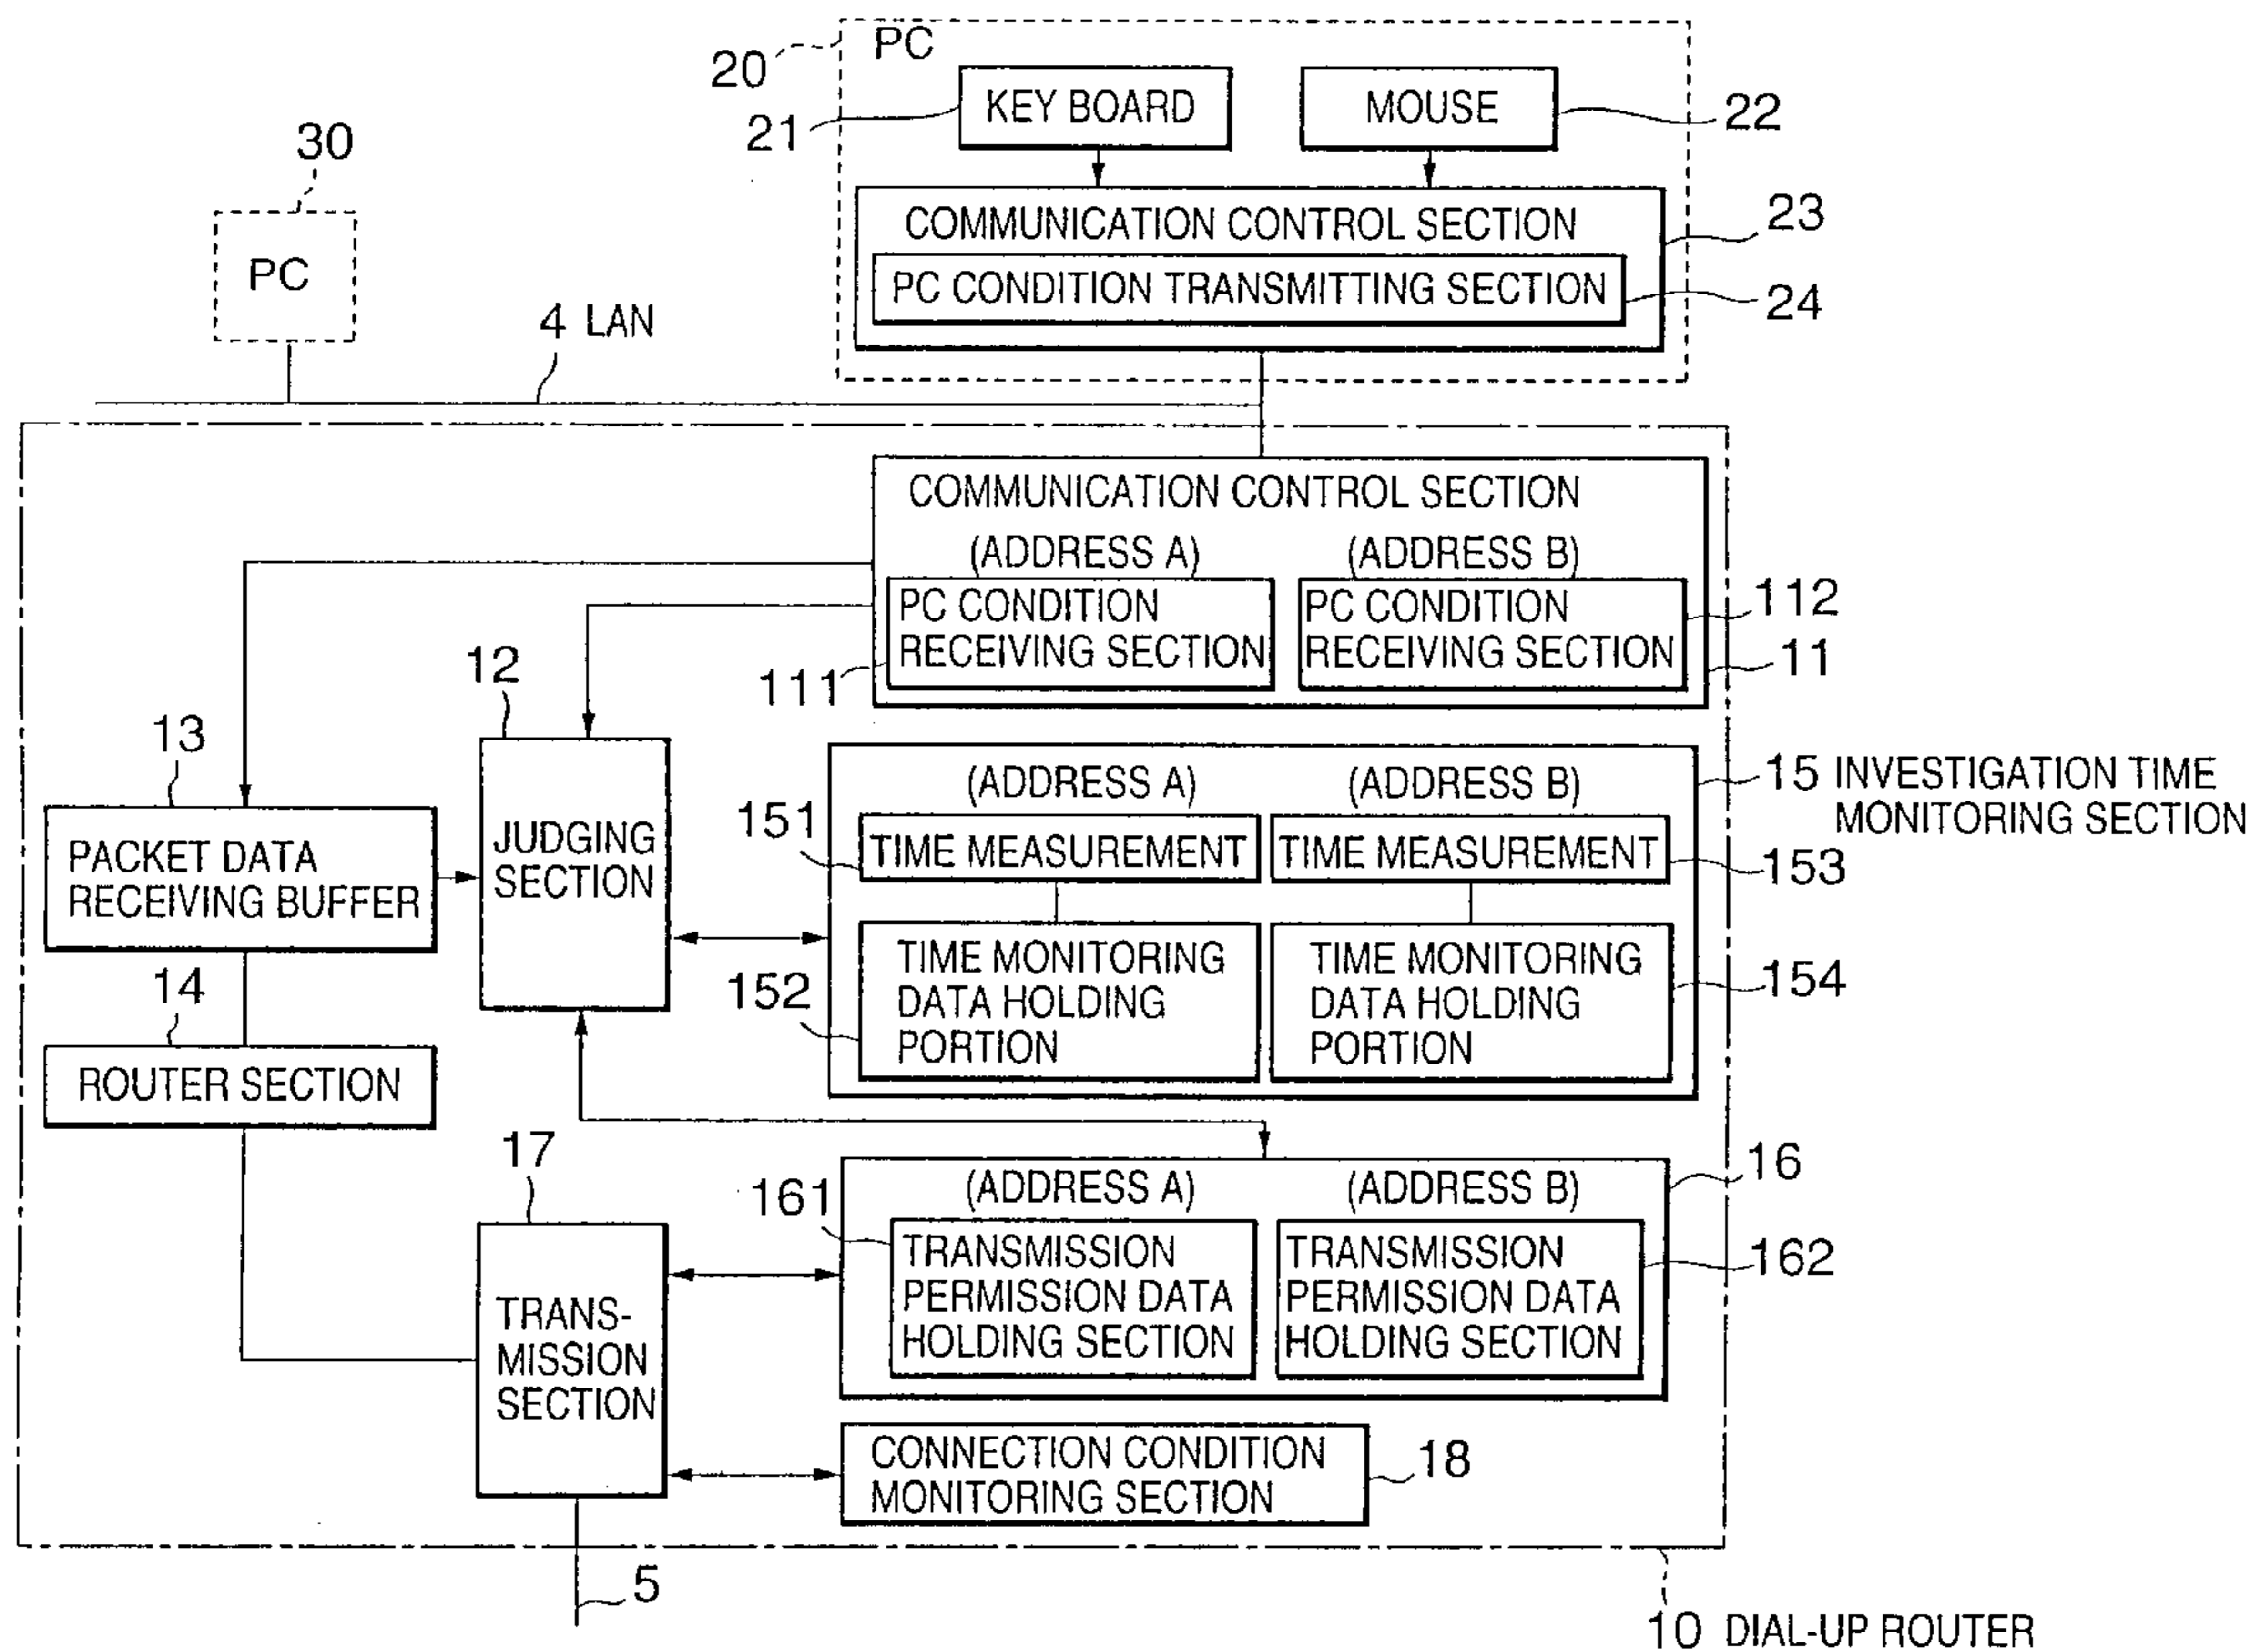 PC
20
KEY BOARD
MOUSE
21
22
30
COMMUNICATION CONTROL SECTION
23
PC
PC CONDITION TRANSMITTING SECTION
24
4 LAN
COMMUNICATION CONTROL SECTION
(ADDRESS A)
(ADDRESS B)
PC CONDITION
RECEIVING SECTION
PC CONDITION
RECEIVING SECTION
112
11
111
12
13
JUDGING
SECTION
PACKET DATA
RECEIVING BUFFER
(ADDRESS A)
(ADDRESS B)
15 INVESTIGATION TIME
MONITORING SECTION
151
TIME MEASUREMENT
TIME MEASUREMENT
153
152
TIME MONITORING
DATA HOLDING
PORTION
TIME MONITORING
DATA HOLDING
PORTION
154
14
ROUTER SECTION
17
16
(ADDRESS A)
(ADDRESS B)
161
TRANSMISSION
PERMISSION DATA
HOLDING SECTION
TRANSMISSION
PERMISSION DATA
HOLDING SECTION
162
TRANS-
MISSION
SECTION
CONNECTION CONDITION
MONITORING SECTION
18
5
10 DIAL-UP ROUTER